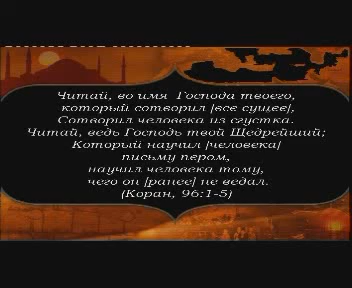 Читай, во имя Господа твоего,
который сотворил [все сущее],
Сотворил человека из сгустка.
Читай, ведь Господь твой Щедрейший;
Который научил [человека]
письму пером,
научил человека тому,
чего он [ранее] не ведал.
(Коран, 96:1-5)